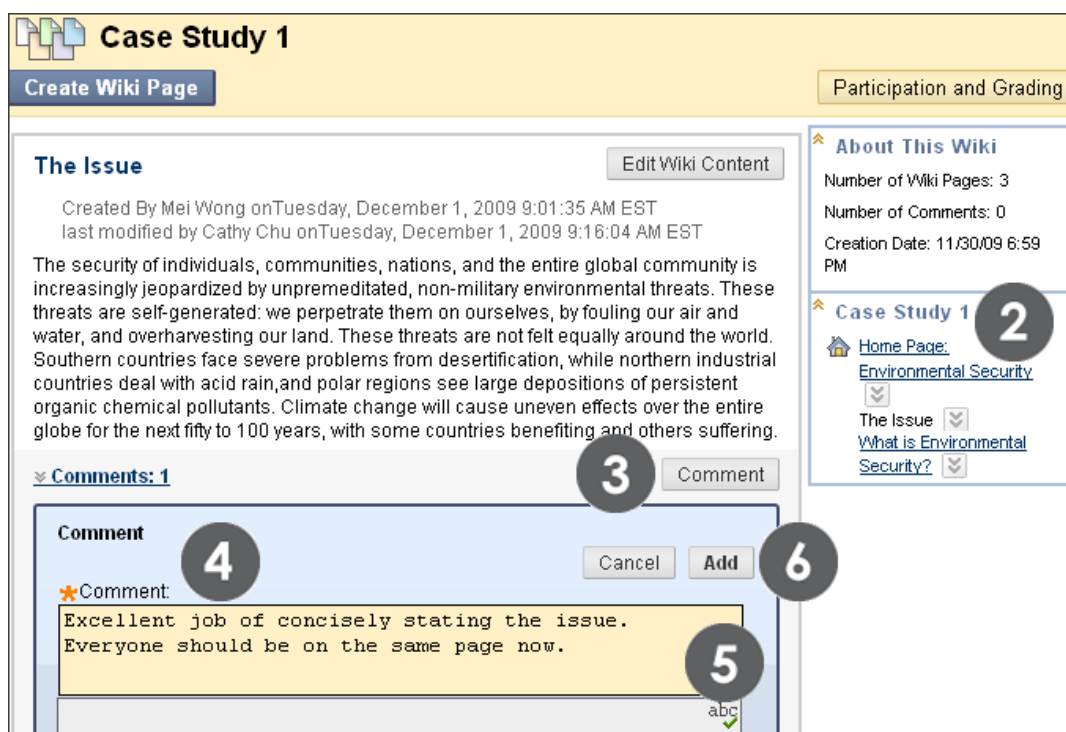 Case Study 1
Create Wiki Page
Participation and Grading
The Issue
Edit Wiki Content
Created By Mei Wong onTuesday, December 1, 2009 9:01:35 AM EST
last modified by Cathy Chu onTuesday, December 1, 2009 9:16:04 AM EST
The security of individuals, communities, nations, and the entire global community is
increasingly jeopardized by unpremeditated, non-military environmental threats. These
threats are self-generated: we perpetrate them on ourselves, by fouling our air and
water, and overharvesting our land. These threats are not felt equally around the world.
Southern countries face severe problems from desertification, while northern industrial
countries deal with acid rain,and polar regions see large depositions of persistent
organic chemical pollutants. Climate change will cause uneven effects over the entire
globe for the next fifty to 100 years, with some countries benefiting and others suffering.
Comments: 1
3
Comment
Comment
4
Cancel
Add
6
*Comment:
Excellent job of concisely stating the issue.
Everyone should be on the same page now.
5
abc
About This Wiki
Number of Wiki Pages: 3
Number of Comments: 0
Creation Date: 11/30/09 6:59
PM
Case Study 1
2
Home Page:
Environmental Security
The Issue
What is Environmental
Security?